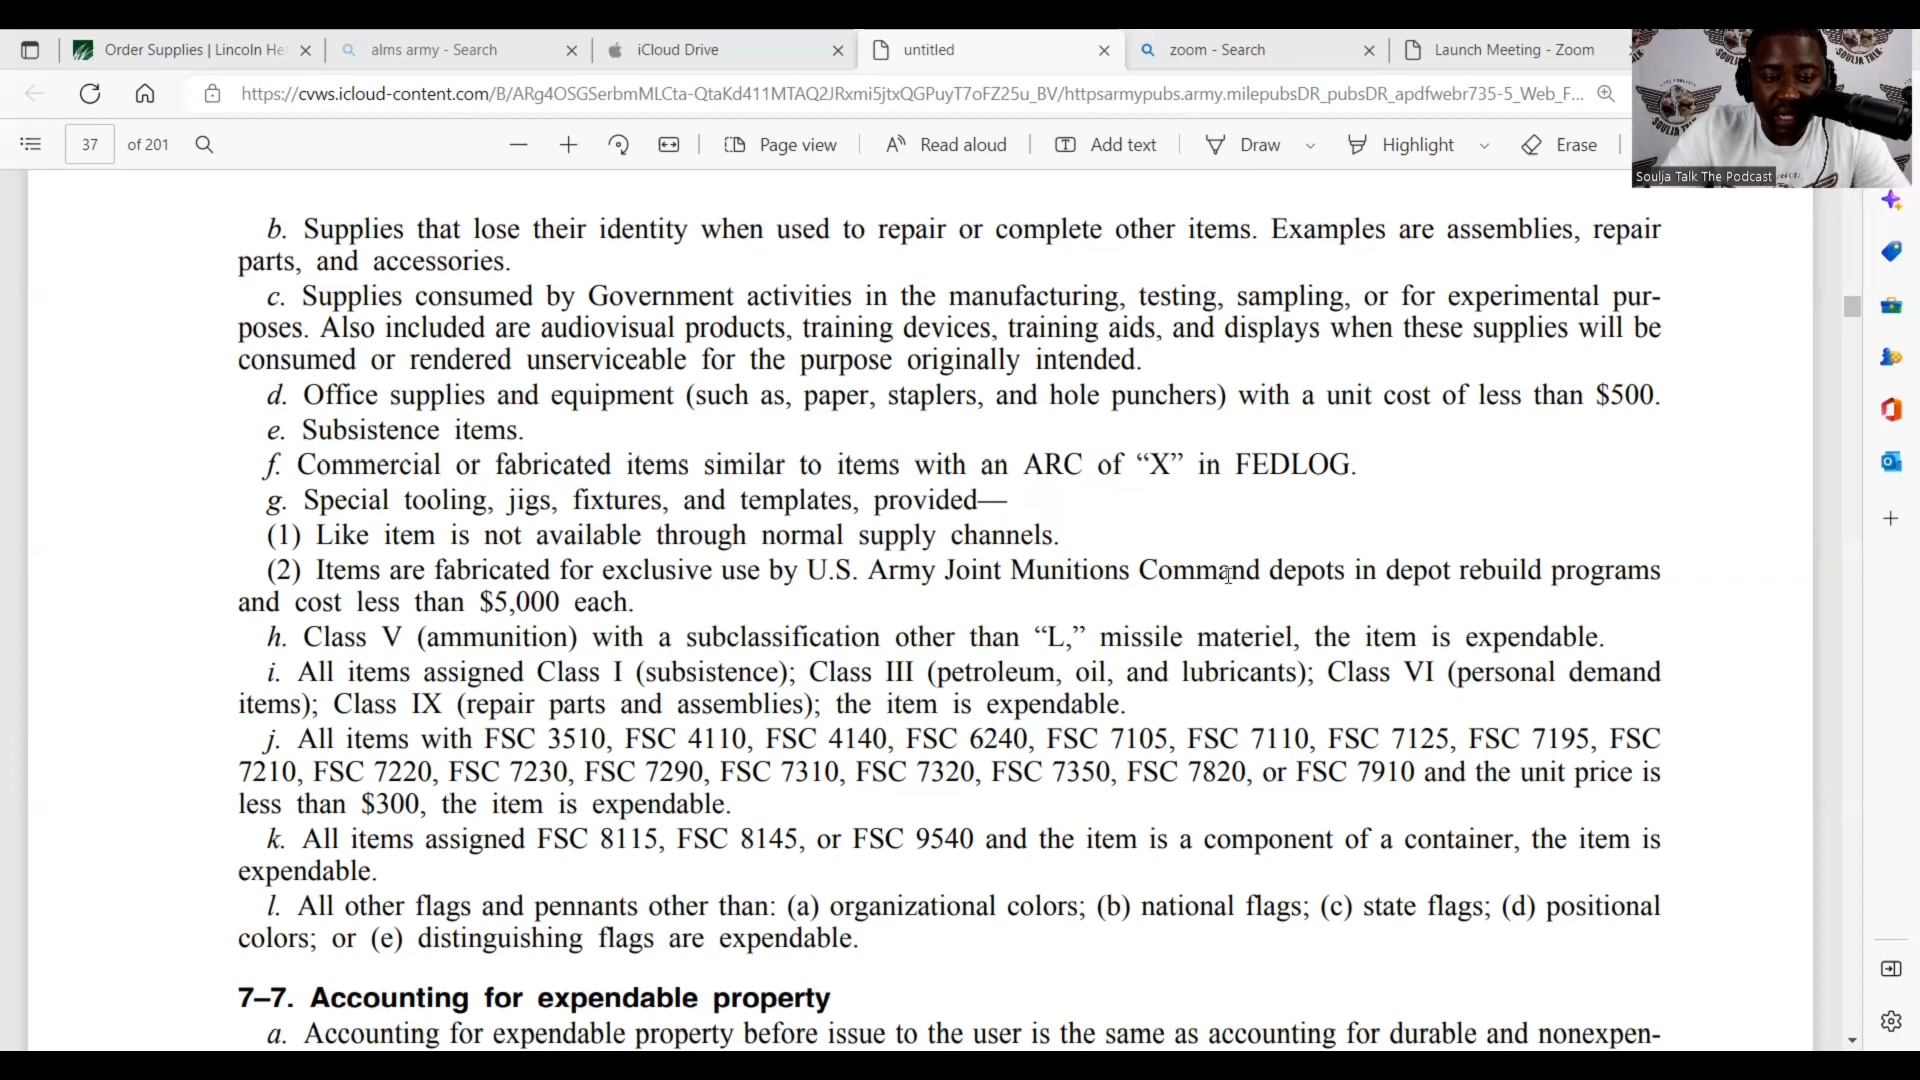 Order Supplies | Lincoln He
alms army - Search
iCloud Drive
untitled
zoom - Search
Launch Meeting - Zoom
https://cvws.icloud-content.com/B/ARg4OSGSerbmMLCta-QtaKd411MTAQ2JRxmi5jtxQGPuyT7oFZ25u_BV/httpsarmypubs.army.milepubsDR_pubsDR_apdfwebr735-5_Web_F...
37 of 201
Page view
Read aloud
Add text
Draw
Highlight
Erase
SOULJA TALK
Soulja Talk The Podcast
b. Supplies that lose their identity when used to repair or complete other items. Examples are assemblies, repair
parts, and accessories.
c. Supplies consumed by Government activities in the manufacturing, testing, sampling, or for experimental pur-
poses. Also included are audiovisual products, training devices, training aids, and displays when these supplies will be
consumed or rendered unserviceable for the purpose originally intended.
d. Office supplies and equipment (such as, paper, staplers, and hole punchers) with a unit cost of less than $500.
e. Subsistence items.
f. Commercial or fabricated items similar to items with an ARC of “X” in FEDLOG.
g. Special tooling, jigs, fixtures, and templates, provided—
(1) Like item is not available through normal supply channels.
(2) Items are fabricated for exclusive use by U.S. Army Joint Munitions Command depots in depot rebuild programs
and cost less than $5,000 each.
h. Class V (ammunition) with a subclassification other than “L,” missile materiel, the item is expendable.
i. All items assigned Class I (subsistence); Class III (petroleum, oil, and lubricants); Class VI (personal demand
items); Class IX (repair parts and assemblies); the item is expendable.
j. All items with FSC 3510, FSC 4110, FSC 4140, FSC 6240, FSC 7105, FSC 7110, FSC 7125, FSC 7195, FSC
7210, FSC 7220, FSC 7230, FSC 7290, FSC 7310, FSC 7320, FSC 7350, FSC 7820, or FSC 7910 and the unit price is
less than $300, the item is expendable.
k. All items assigned FSC 8115, FSC 8145, or FSC 9540 and the item is a component of a container, the item is
expendable.
l. All other flags and pennants other than: (a) organizational colors; (b) national flags; (c) state flags; (d) positional
colors; or (e) distinguishing flags are expendable.
7–7. Accounting for expendable property
a. Accounting for expendable property before issue to the user is the same as accounting for durable and nonexpen-